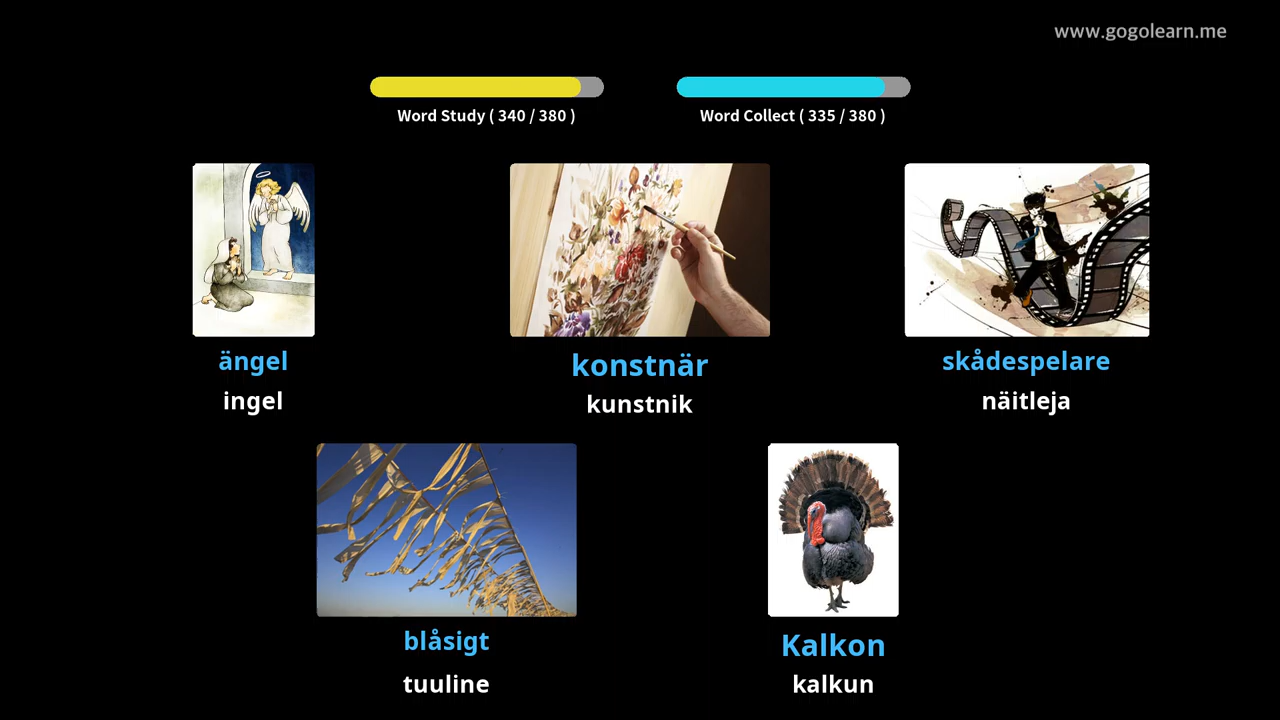 www.gogolearn.me
Word Study ( 340 / 380 )
Word Collect ( 335 / 380 )
ängel
ingel
konstnär
kunstnik
skådespelare
näitleja
blåsigt
tuuline
Kalkon
kalkun